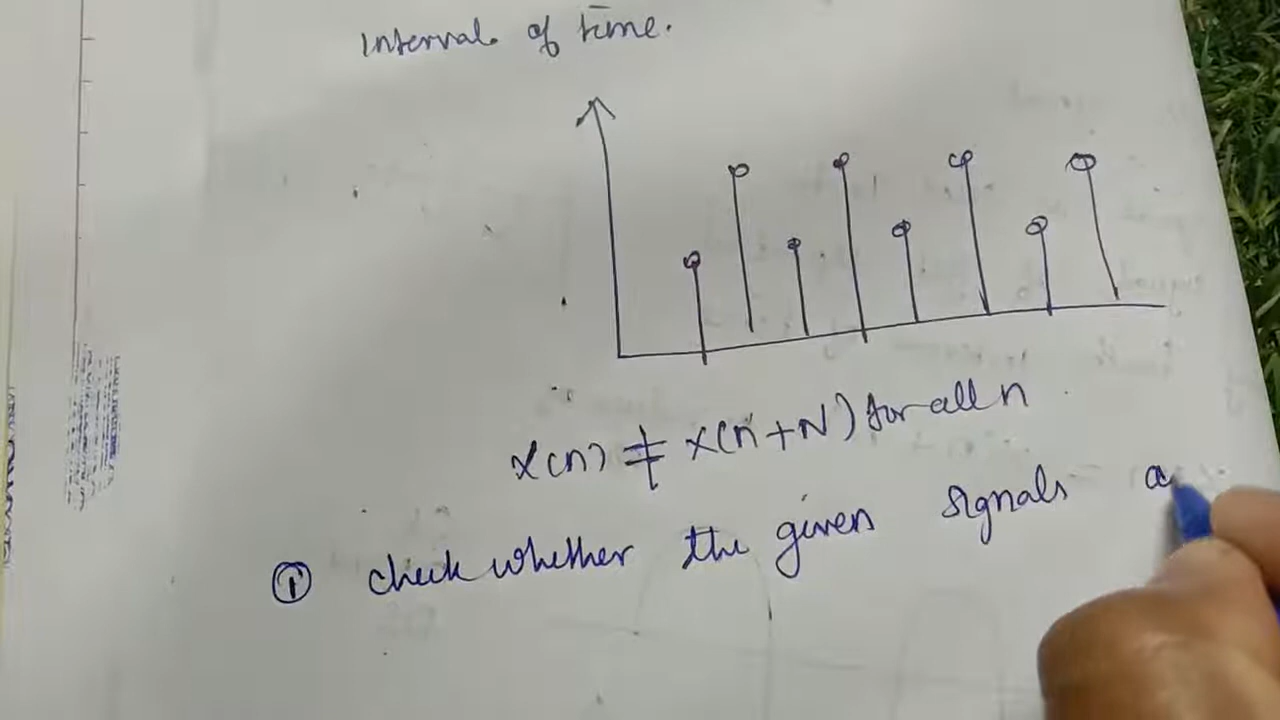 Interval of time.
x(n) ≠ x(n+N) for all n
① check whether the given signals a